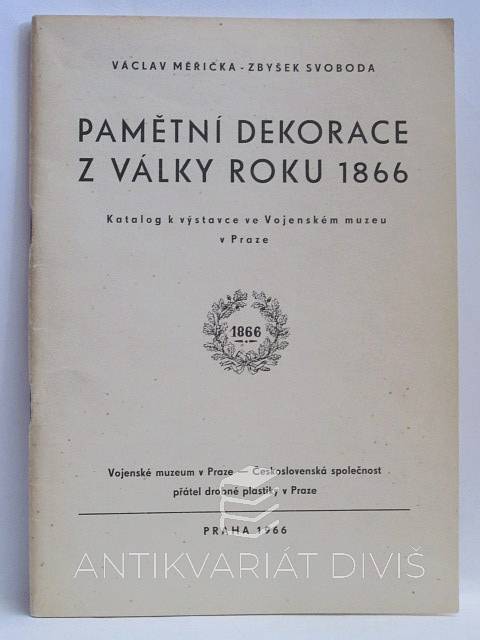 VÁCLAV MĚŘIČKA - ZBYŠEK SVOBODA
PAMĚTNÍ DEKORACE
Z VÁLKY ROKU 1866
Katalog k výstavce ve Vojenském muzeu
v Praze
1866
Vojenské muzeum v Praze — Československá společnost
přátel drobné plastiky v Praze
PRAHA 1966
ANTIKVARIÁT DIVIŠ